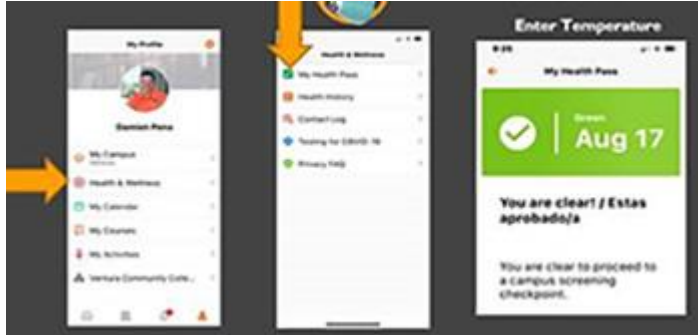 My Profile
Damian Pena
My Campus
Health & Wellness
My Calendar
My Courses
My Activities
Ventura Community Colle...
Health & Wellness
My Health Pass
Health History
Contact Log
Testing for COVID-19
Privacy FAQ
Enter Temperature
My Health Pass
Green
Aug 17
You are clear! / Estas
aprobado/a
You are clear to proceed to
a campus screening
checkpoint.